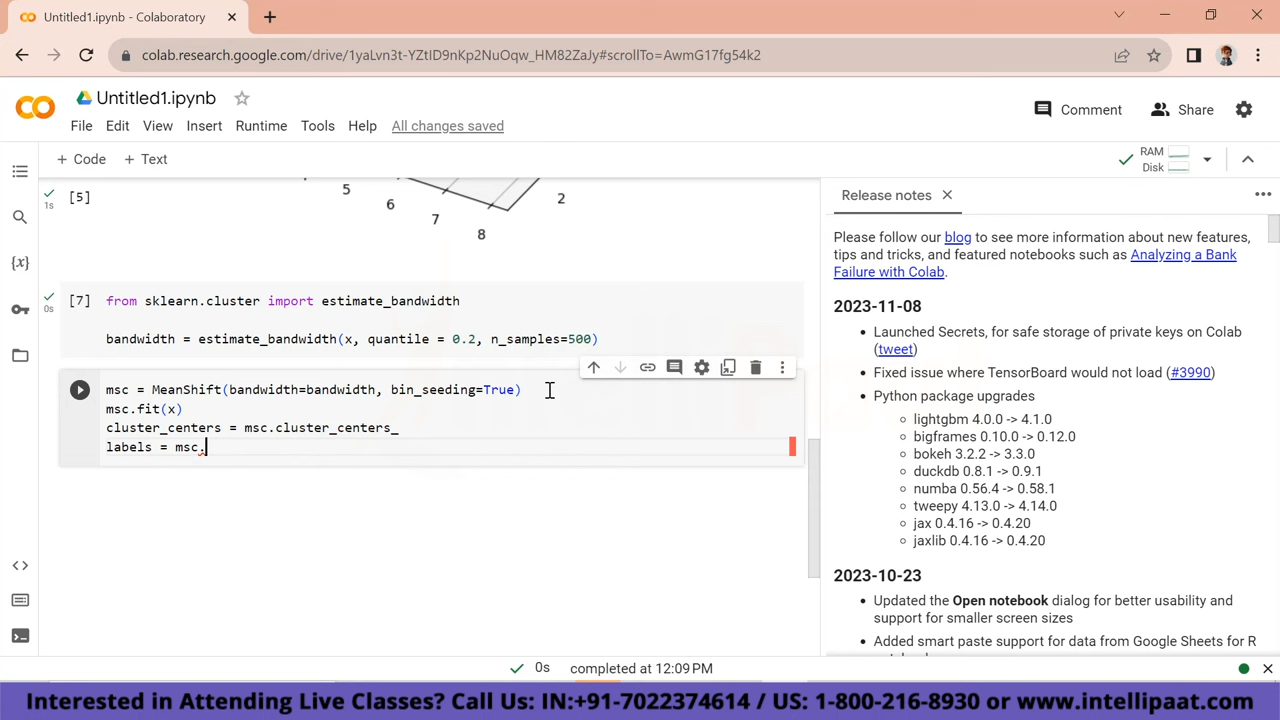 Untitled1.ipynb - Colaboratory
colab.research.google.com/drive/1yaLvn3t-YZtID9nKp2NuOqw_HM82ZaJy#scrollTo=AwmG17fg54k2
Untitled1.ipynb
Comment
Share
File Edit View Insert Runtime Tools Help All changes saved
+ Code + Text
RAM
Disk
Release notes
1s
[5]
5
6
7
8
2
Please follow our blog to see more information about new features,
tips and tricks, and featured notebooks such as Analyzing a Bank
Failure with Colab.
0s
[7]
from sklearn.cluster import estimate_bandwidth
bandwidth = estimate_bandwidth(x, quantile = 0.2, n_samples=500)
msc = MeanShift(bandwidth=bandwidth, bin_seeding=True)
msc.fit(x)
cluster_centers = msc.cluster_centers_
labels = msc.
2023-11-08
Launched Secrets, for safe storage of private keys on Colab
(tweet)
Fixed issue where TensorBoard would not load (#3990)
Python package upgrades
lightgbm 4.0.0 -> 4.1.0
bigframes 0.10.0 -> 0.12.0
bokeh 3.2.2 -> 3.3.0
duckdb 0.8.1 -> 0.9.1
numba 0.56.4 -> 0.58.1
tweepy 4.13.0 -> 4.14.0
jax 0.4.16 -> 0.4.20
jaxlib 0.4.16 -> 0.4.20
2023-10-23
Updated the Open notebook dialog for better usability and
support for smaller screen sizes
Added smart paste support for data from Google Sheets for R
0s completed at 12:09 PM
Interested in Attending Live Classes? Call Us: IN:+91-7022374614 / US: 1-800-216-8930 or www.intellipaat.com